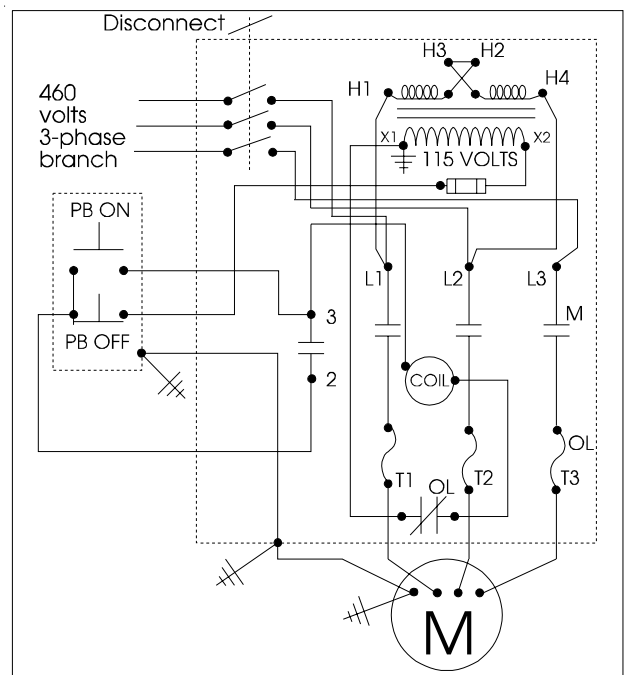 Disconnect
H3 H2
H1 H4
460
volts
3-phase
branch
X1 X2
115 VOLTS
PB ON
L1 L2 L3
3 M
PB OFF
COIL
2
OL
T1 OL T2 T3
M